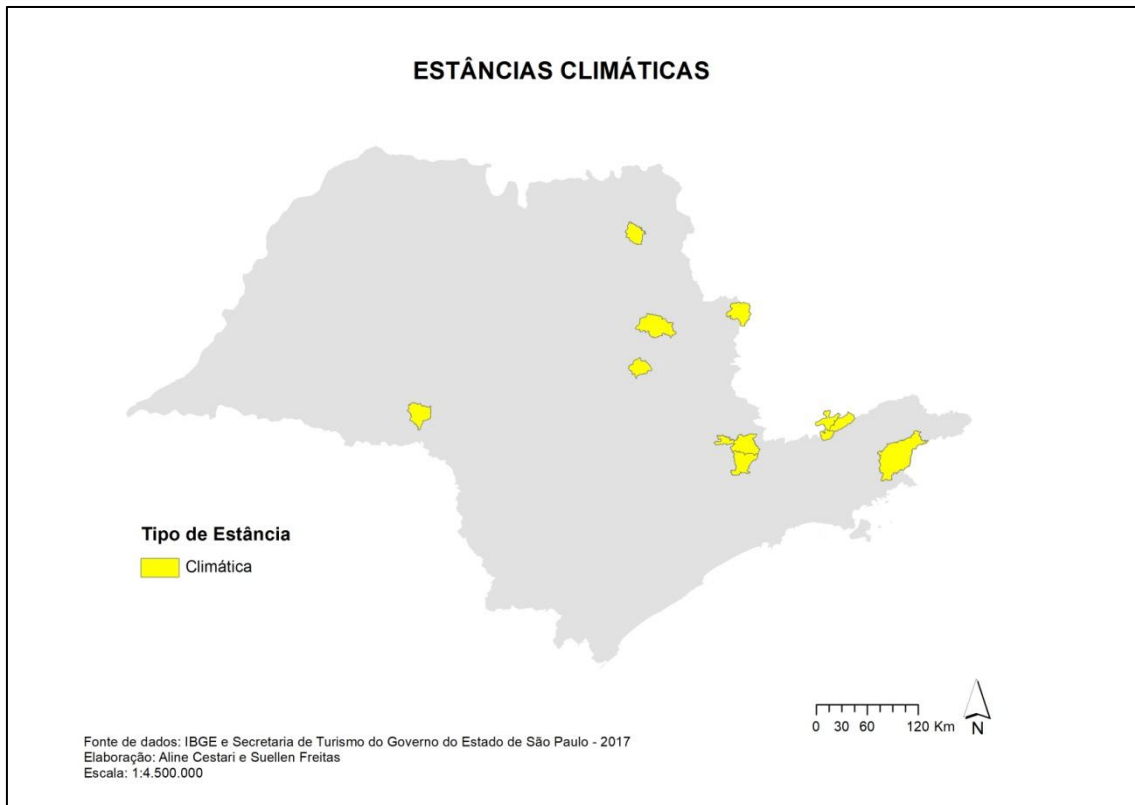 ESTÂNCIAS CLIMÁTICAS
Tipo de Estância
Climática
0 30 60 120 Km
N
Fonte de dados: IBGE e Secretaria de Turismo do Governo do Estado de São Paulo - 2017
Elaboração: Aline Cestari e Suellen Freitas
Escala: 1:4.500.000